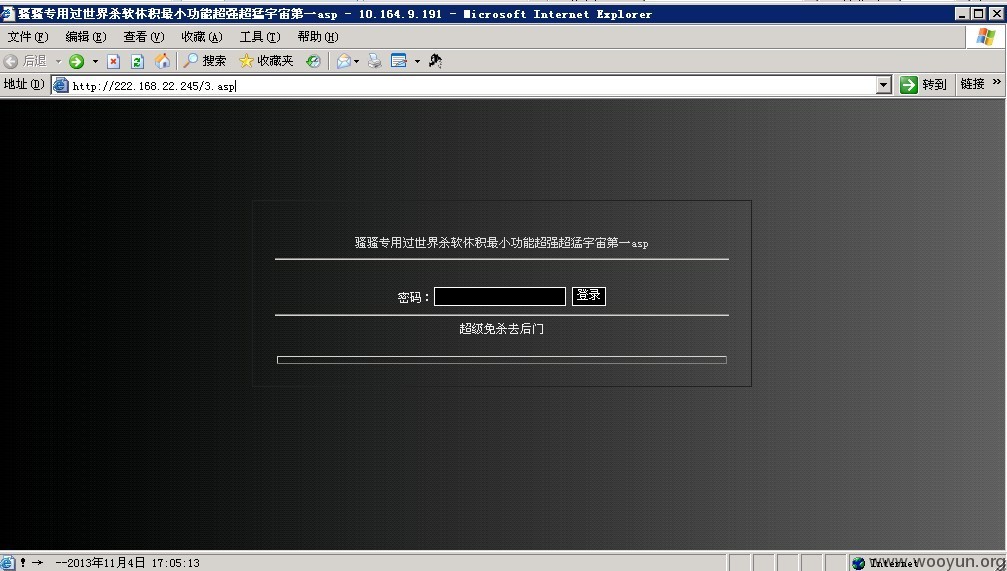 骚骚专用过世界杀软体积最小功能超强超猛宇宙第一asp - 10.164.9.191 - Microsoft Internet Explorer
文件(F) 编辑(E) 查看(V) 收藏(A) 工具(T) 帮助(H)
后退 搜索 收藏夹
地址(D) http://222.168.22.245/3.asp 转到 链接 »
骚骚专用过世界杀软体积最小功能超强超猛宇宙第一asp
密码： 登录
超级免杀去后门
! → --2013年11月4日 17:05:13 Internet
www.wooyun.org